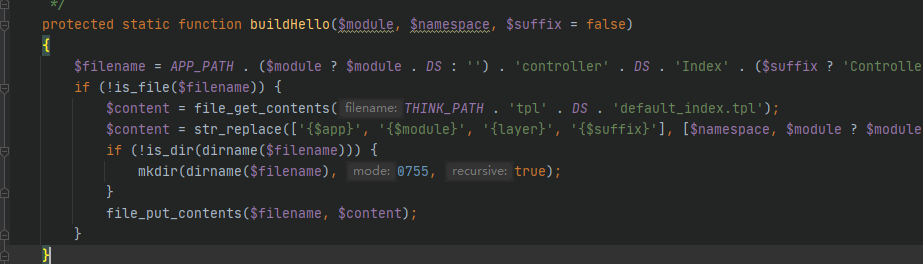 */
protected static function buildHello($module, $namespace, $suffix = false)
{
$filename = APP_PATH . ($module ? $module . DS : '') . 'controller' . DS . 'Index' . ($suffix ? 'Controlle
if (!is_file($filename)) {
$content = file_get_contents( filename: THINK_PATH . 'tpl' . DS . 'default_index.tpl');
$content = str_replace(['{$app}', '{$module}', '{layer}', '{$suffix}'], [$namespace, $module ? $module
if (!is_dir(dirname($filename))) {
mkdir(dirname($filename), mode: 0755, recursive: true);
}
file_put_contents($filename, $content);
}
}